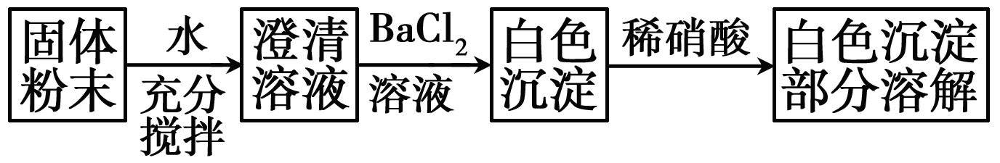 固体
粉末
水
充分
搅拌
澄清
溶液
BaCl₂
溶液
白色
沉淀
稀硝酸
白色沉淀
部分溶解